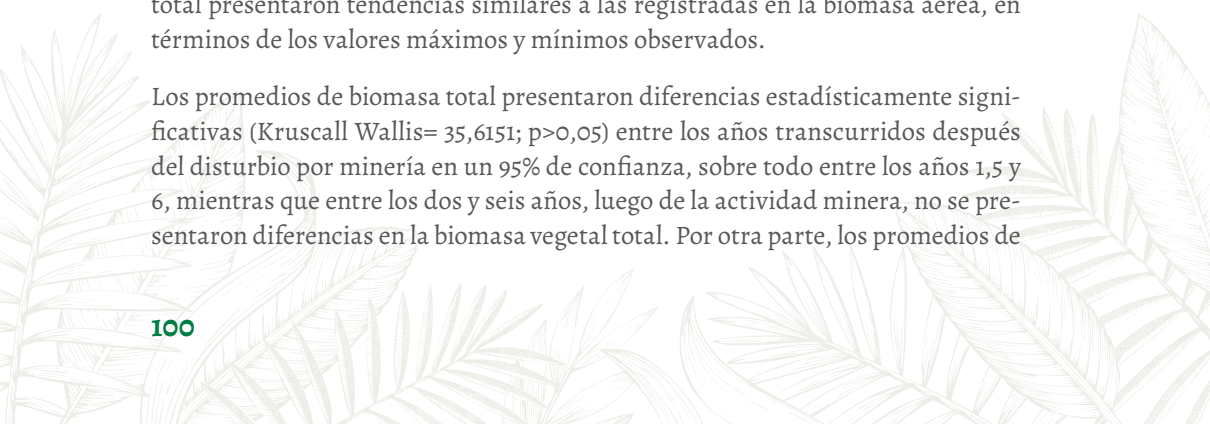 total presentaron tendencias similares a las registradas en la biomasa aérea, en
términos de los valores máximos y mínimos observados.
Los promedios de biomasa total presentaron diferencias estadísticamente signi-
ficativas (Kruscall Wallis= 35,6151; p>0,05) entre los años transcurridos después
del disturbio por minería en un 95% de confianza, sobre todo entre los años 1,5 y
6, mientras que entre los dos y seis años, luego de la actividad minera, no se pre-
sentaron diferencias en la biomasa vegetal total. Por otra parte, los promedios de
100